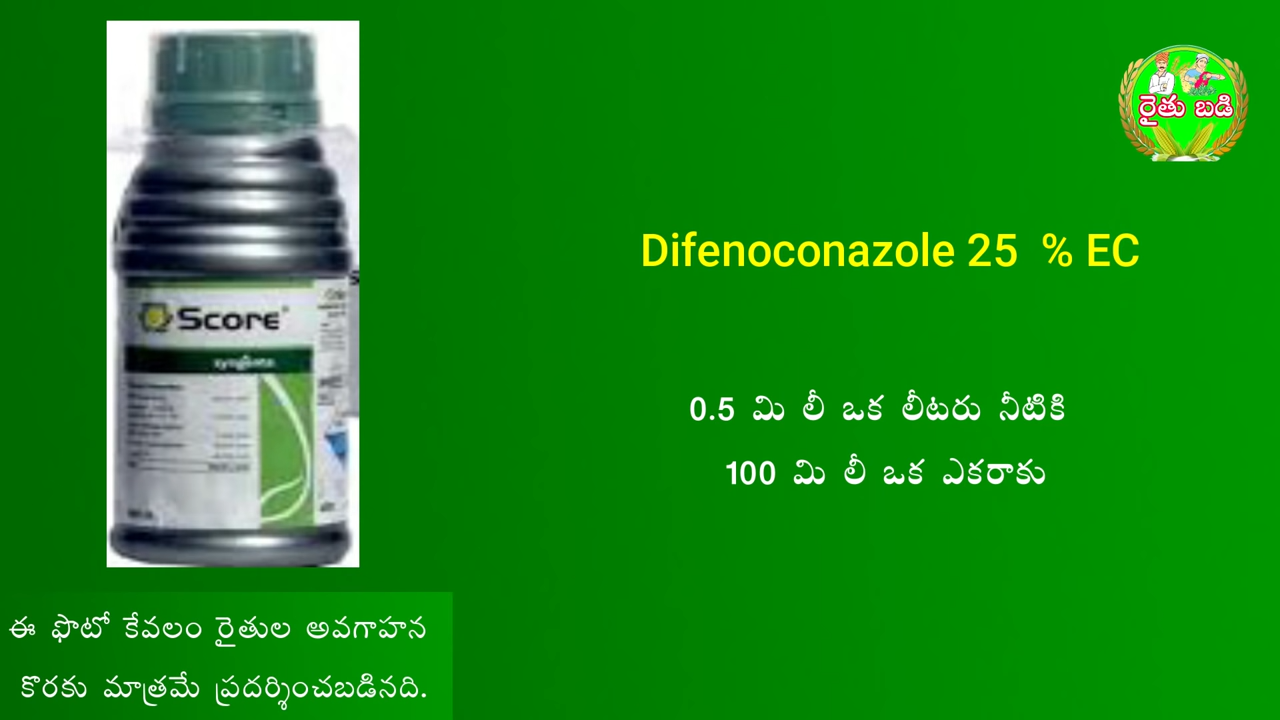 రైతు బడి
Score
syngenta
Difenoconazole 25 % EC
0.5 మి లీ ఒక లీటరు నీటికి
100 మి లీ ఒక ఎకరాకు
ఈ ఫొటో కేవలం రైతుల అవగాహన
కొరకు మాత్రమే ప్రదర్శించబడినది.